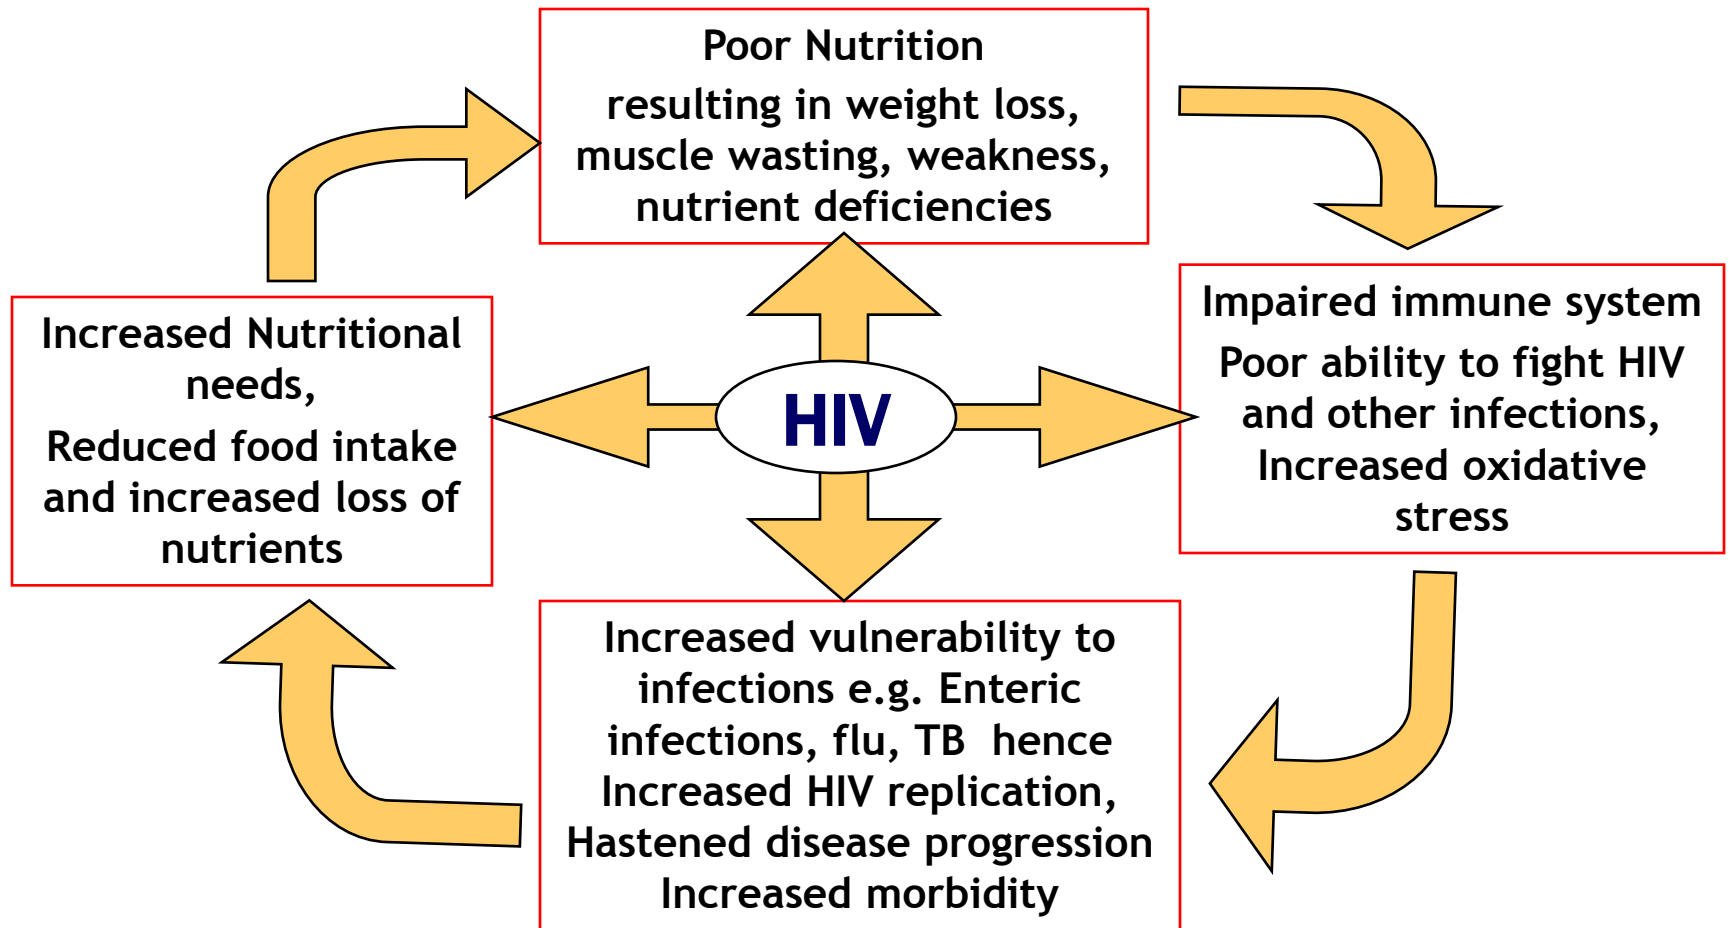 Poor Nutrition
resulting in weight loss,
muscle wasting, weakness,
nutrient deficiencies
Impaired immune system
Poor ability to fight HIV
and other infections,
Increased oxidative
stress
Increased Nutritional
needs,
Reduced food intake
and increased loss of
nutrients
HIV
Increased vulnerability to
infections e.g. Enteric
infections, flu, TB  hence
Increased HIV replication,
Hastened disease progression
Increased morbidity